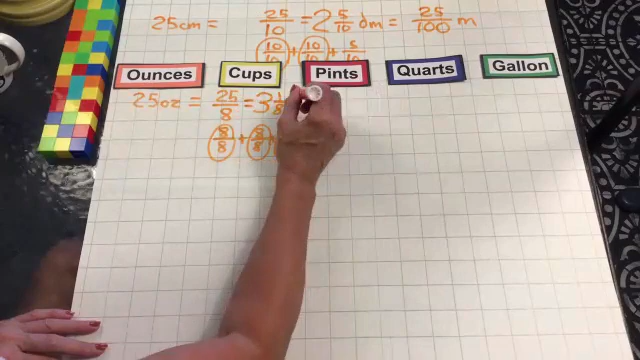 25cm = 25/10 = 2 5/10 dm = 25/100 m
10/10 + 10/10 + 5/10
Ounces Cups Pints Quarts Gallon
25oz = 25/8 = 3 1/8
8/8 + 8/8 +